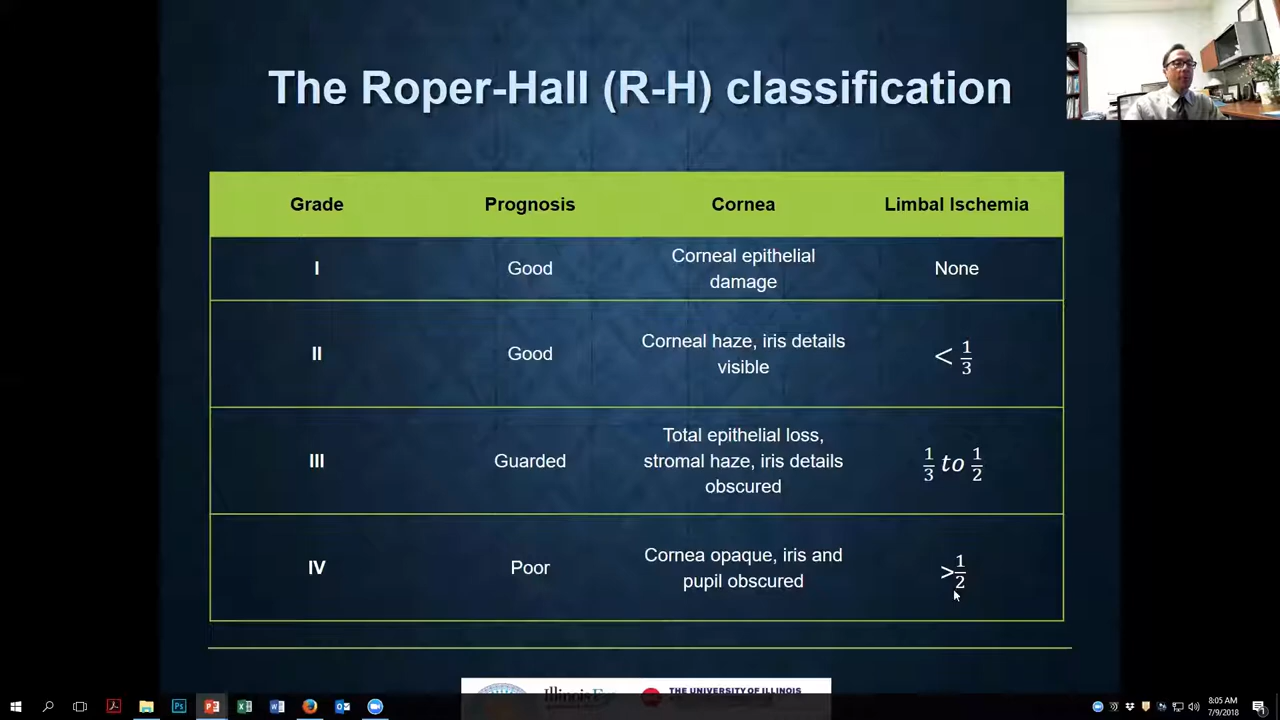 The Roper-Hall (R-H) classification
Grade Prognosis Cornea Limbal Ischemia
I Good Corneal epithelial damage None
II Good Corneal haze, iris details visible < 1/3
III Guarded Total epithelial loss, stromal haze, iris details obscured 1/3 to 1/2
IV Poor Cornea opaque, iris and pupil obscured >1/2
THE UNIVERSITY OF ILLINOIS
8:05 AM
7/9/2018